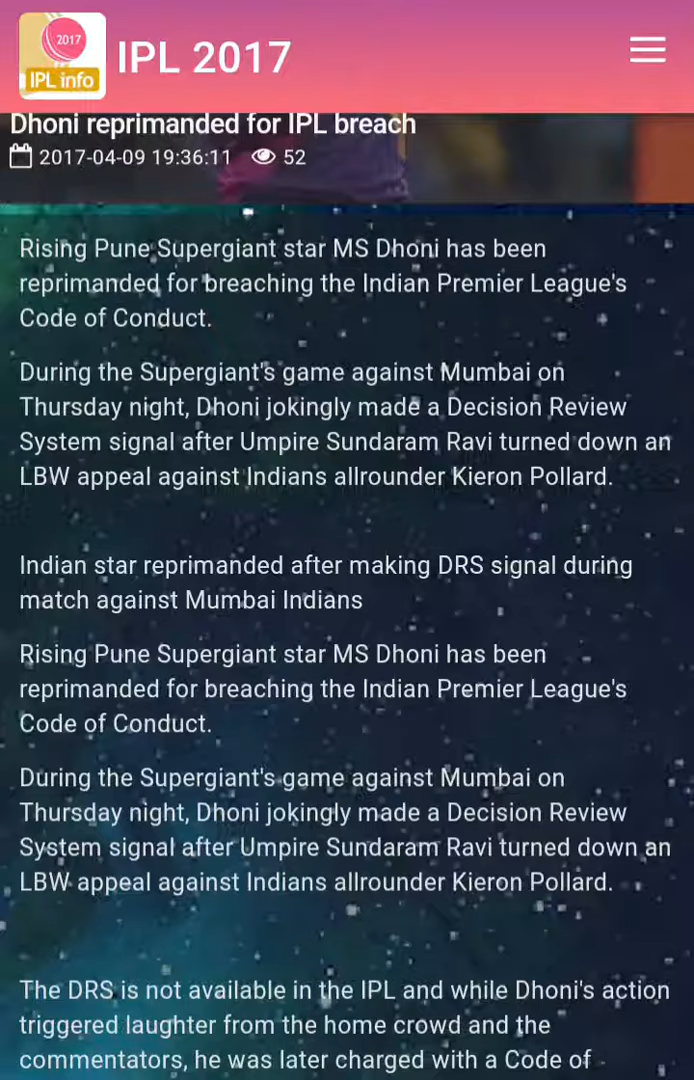 2017
IPL info
IPL 2017
Dhoni reprimanded for IPL breach
2017-04-09 19:36:11 52
Rising Pune Supergiant star MS Dhoni has been
reprimanded for breaching the Indian Premier League's
Code of Conduct.
During the Supergiant's game against Mumbai on
Thursday night, Dhoni jokingly made a Decision Review
System signal after Umpire Sundaram Ravi turned down an
LBW appeal against Indians allrounder Kieron Pollard.
Indian star reprimanded after making DRS signal during
match against Mumbai Indians
Rising Pune Supergiant star MS Dhoni has been
reprimanded for breaching the Indian Premier League's
Code of Conduct.
During the Supergiant's game against Mumbai on
Thursday night, Dhoni jokingly made a Decision Review
System signal after Umpire Sundaram Ravi turned down an
LBW appeal against Indians allrounder Kieron Pollard.
The DRS is not available in the IPL and while Dhoni's action
triggered laughter from the home crowd and the
commentators, he was later charged with a Code of